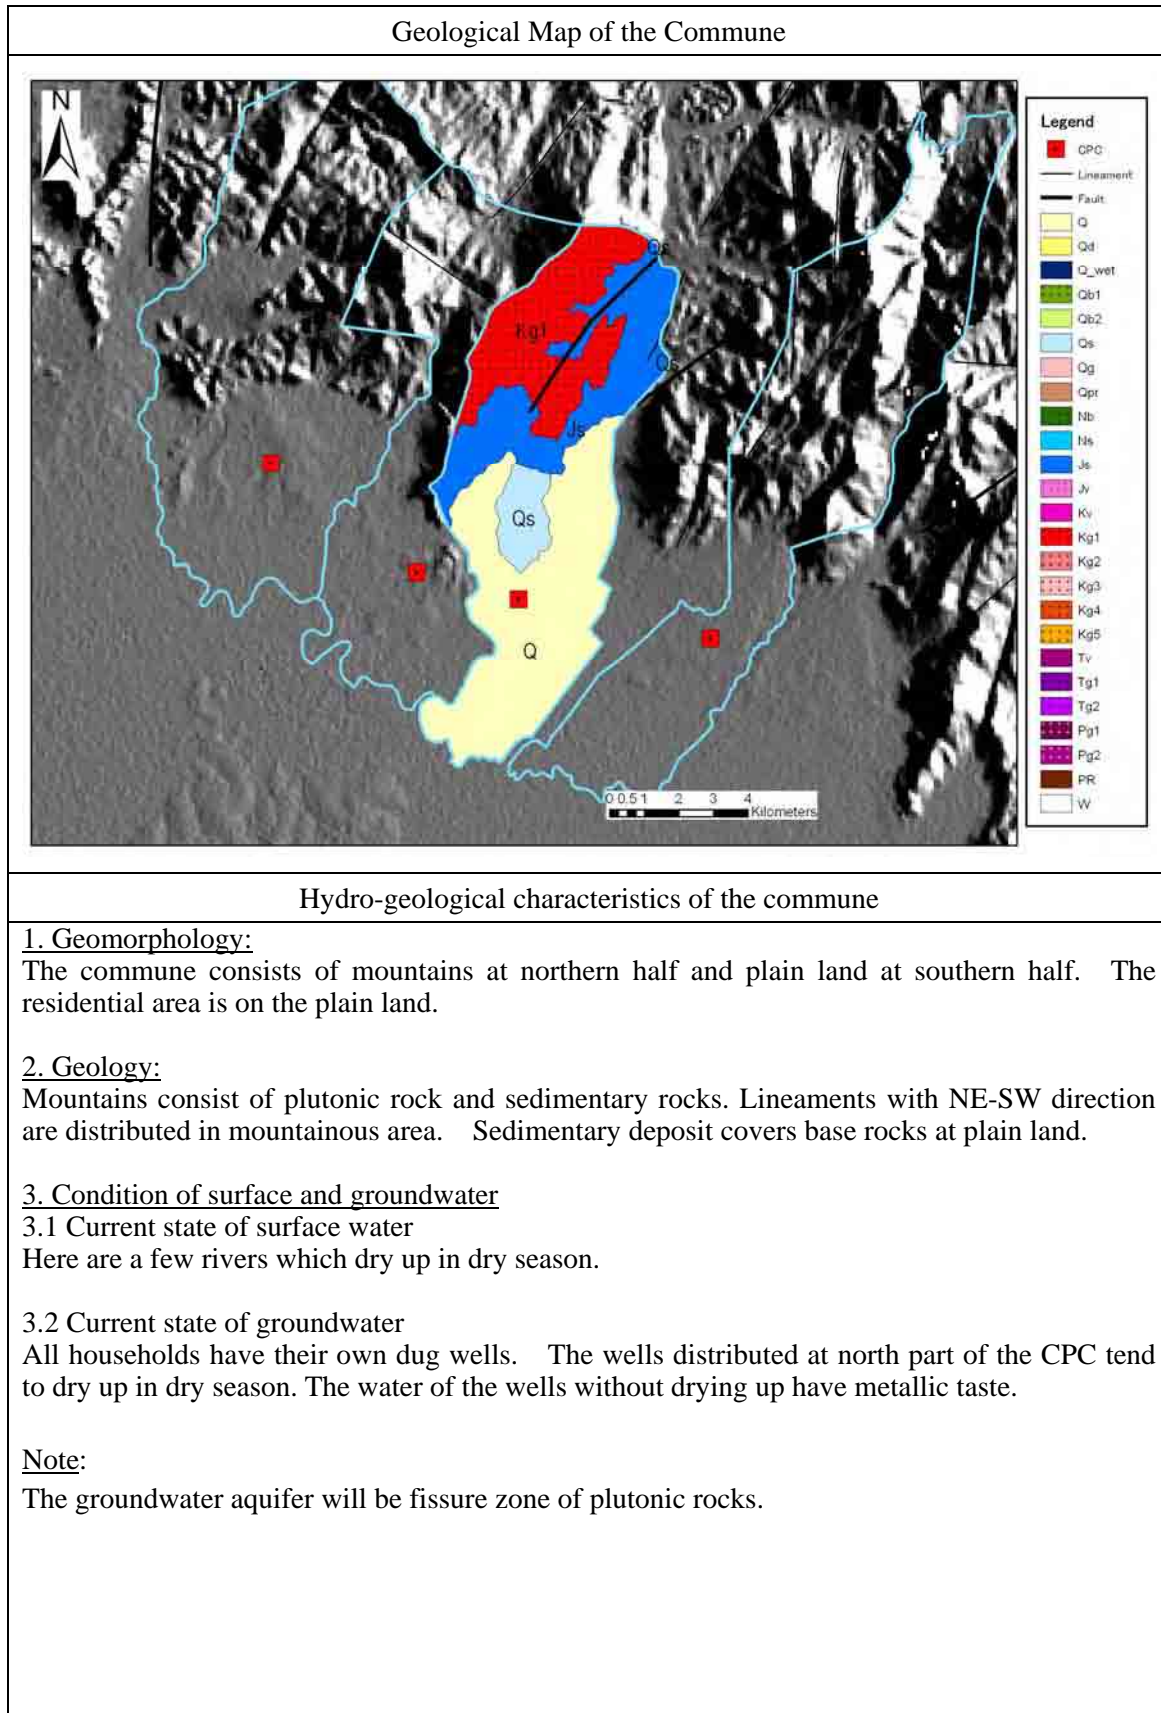 Geological Map of the Commune
N
Legend
CPC
Lineament
Fault
Q
Qd
Q_wet
Qb1
Qb2
Qs
Qg
Qpr
Nb
Ns
Js
Jv
Kv
Kg1
Kg2
Kg3
Kg4
Kg5
Tv
Tg1
Tg2
Pg1
Pg2
PR
W
Qs
Kg1
Qs
Js
Qs
Q
0 0.5 1 2 3 4
Kilometers
Hydro-geological characteristics of the commune
1. Geomorphology:
The commune consists of mountains at northern half and plain land at southern half. The
residential area is on the plain land.
2. Geology:
Mountains consist of plutonic rock and sedimentary rocks. Lineaments with NE-SW direction
are distributed in mountainous area. Sedimentary deposit covers base rocks at plain land.
3. Condition of surface and groundwater
3.1 Current state of surface water
Here are a few rivers which dry up in dry season.
3.2 Current state of groundwater
All households have their own dug wells. The wells distributed at north part of the CPC tend
to dry up in dry season. The water of the wells without drying up have metallic taste.
Note:
The groundwater aquifer will be fissure zone of plutonic rocks.